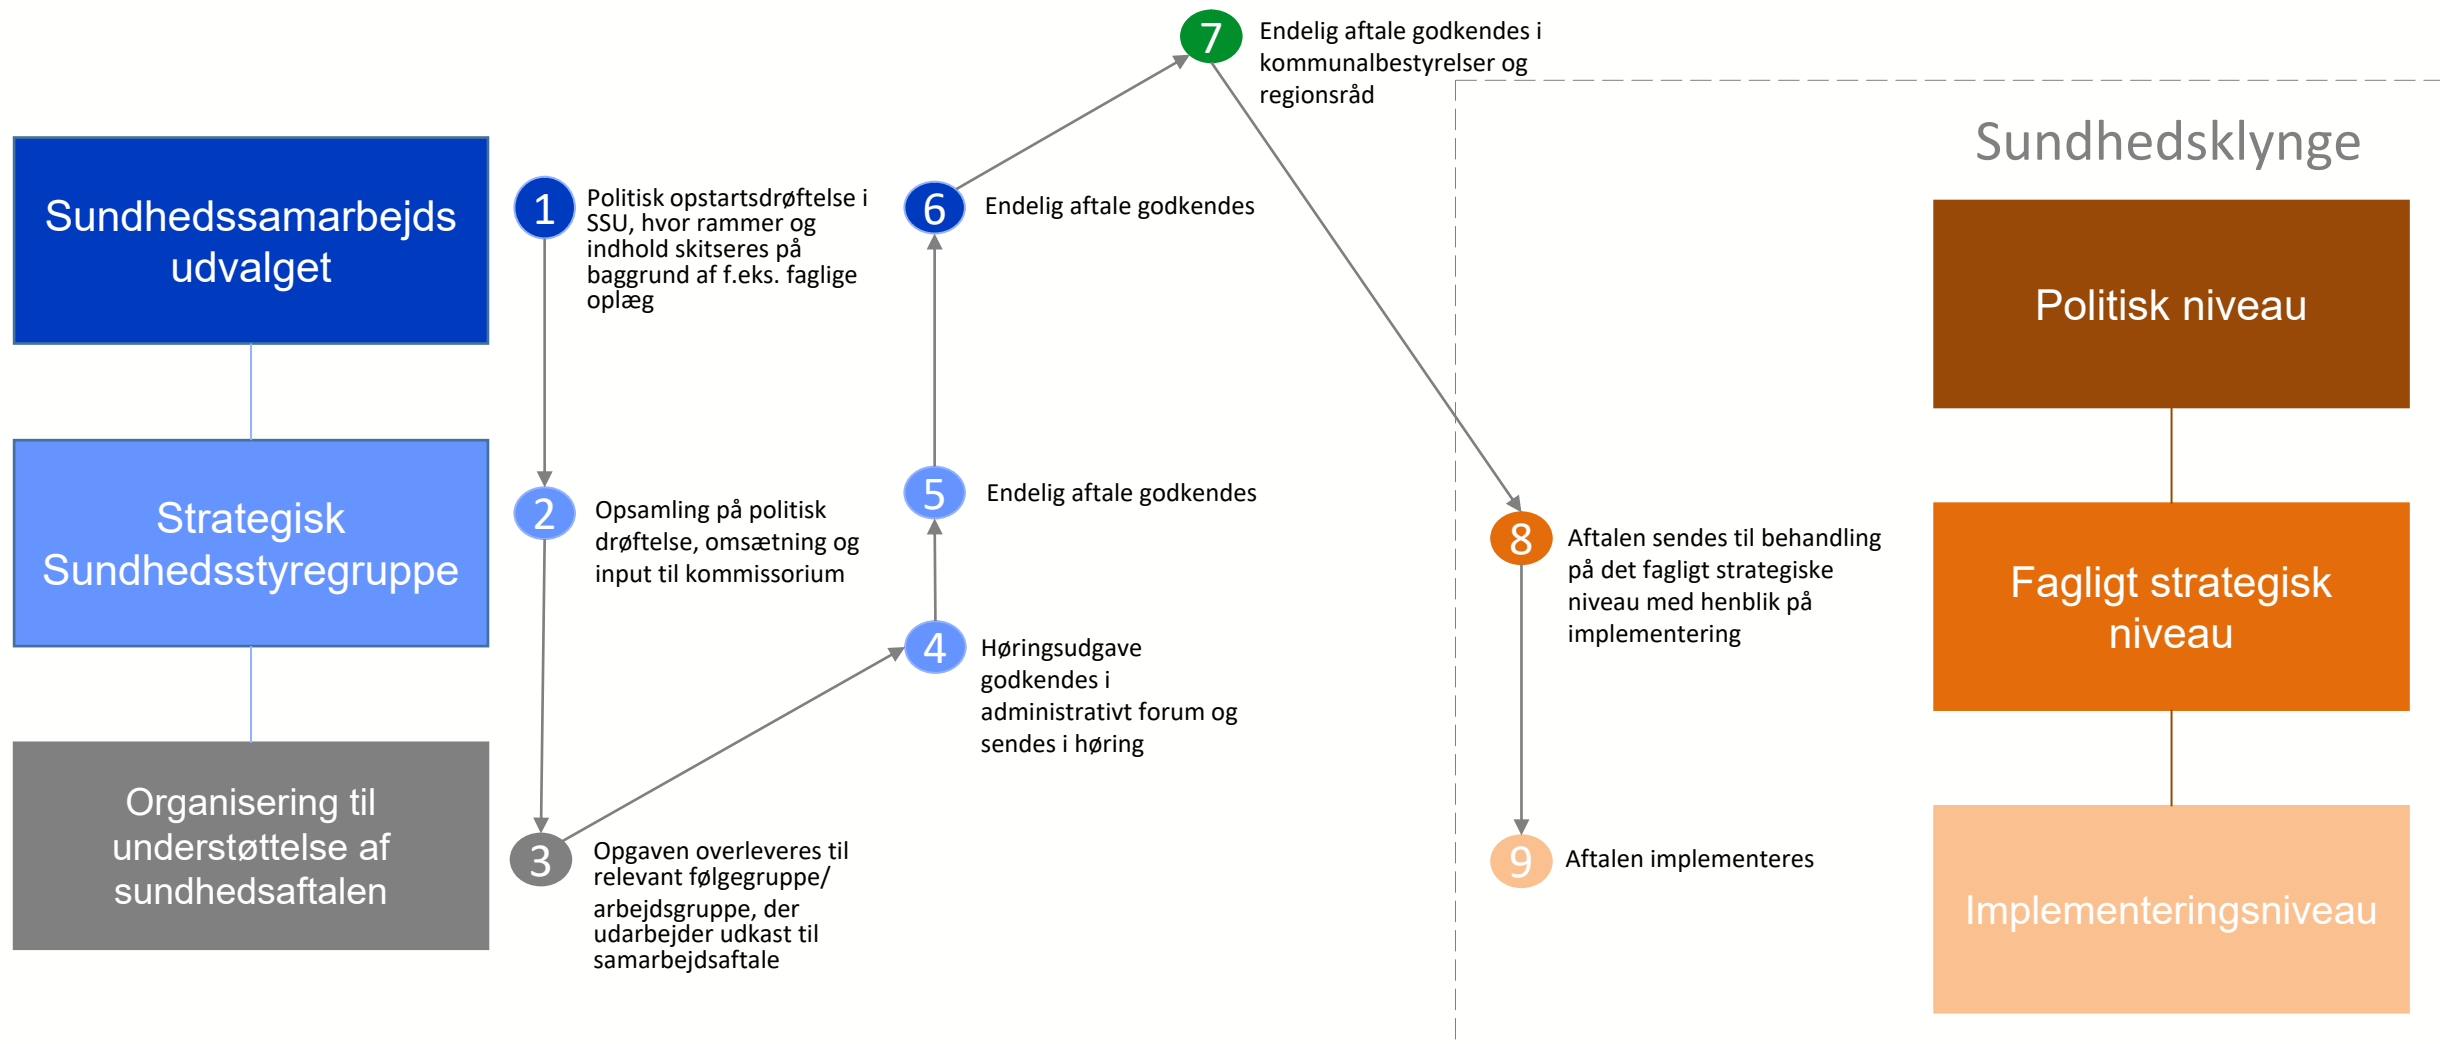 Sundhedssamarbejds
udvalget
Strategisk
Sundhedsstyregruppe
Organisering til
understøttelse af
sundhedsaftalen
1
Politisk opstartsdrøftelse i
SSU, hvor rammer og
indhold skitseres på
baggrund af f.eks. faglige
oplæg
2
Opsamling på politisk
drøftelse, omsætning og
input til kommissorium
3
Opgaven overleveres til
relevant følgegruppe/
arbejdsgruppe, der
udarbejder udkast til
samarbejdsaftale
4
Høringsudgave
godkendes i
administrativt forum og
sendes i høring
5
Endelig aftale godkendes
6
Endelig aftale godkendes
7
Endelig aftale godkendes i
kommunalbestyrelser og
regionsråd
8
Aftalen sendes til behandling
på det fagligt strategiske
niveau med henblik på
implementering
9
Aftalen implementeres
Sundhedsklynge
Politisk niveau
Fagligt strategisk
niveau
Implementeringsniveau